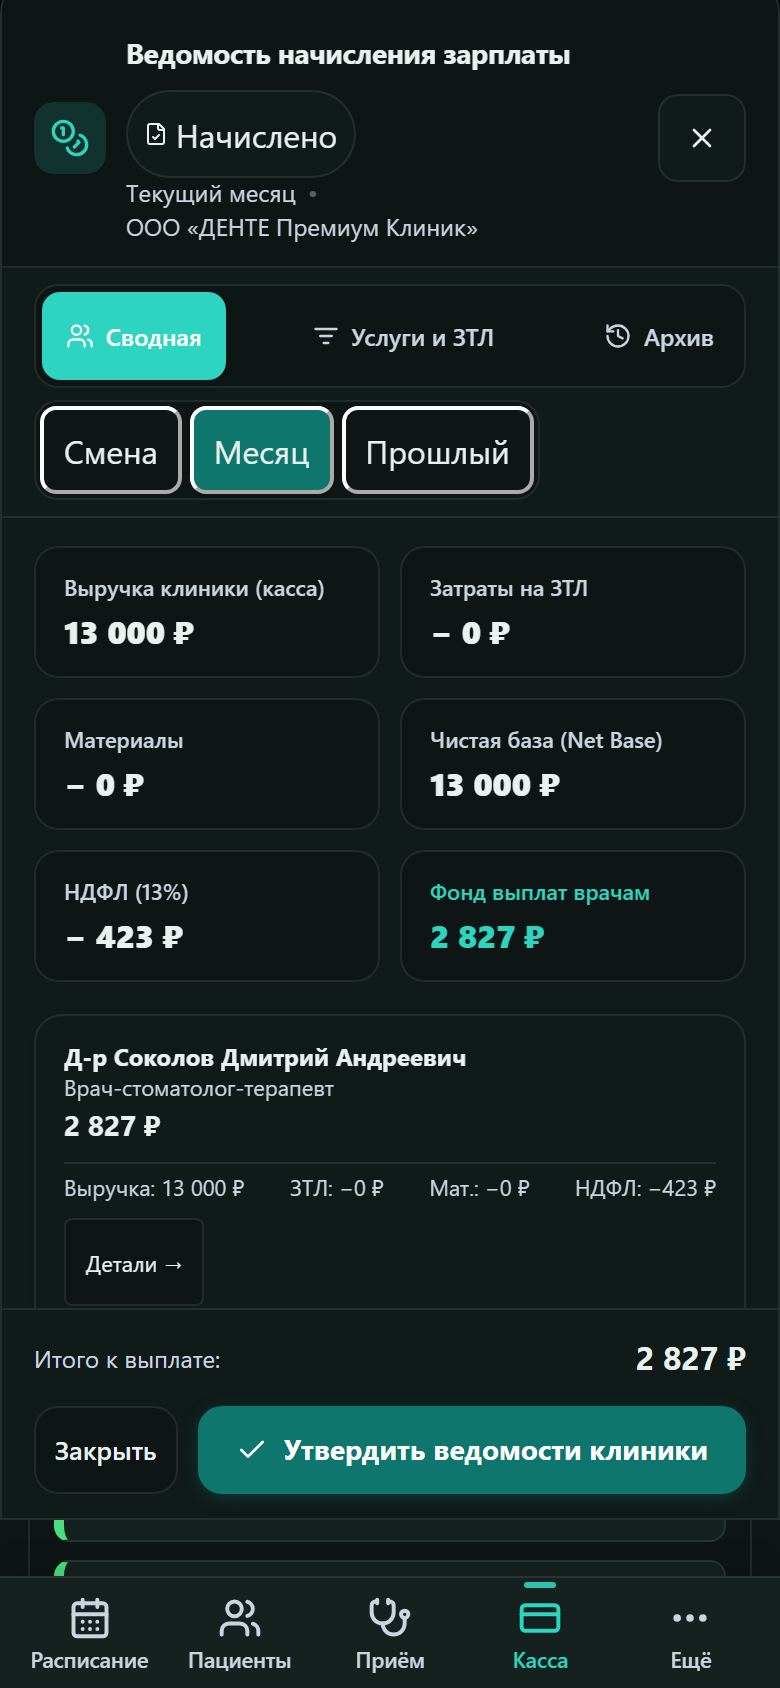 Ведомость начисления зарплаты
Начислено
Текущий месяц •
ООО «ДЕНТЕ Премиум Клиник»
Сводная
Услуги и ЗТЛ
Архив
Смена
Месяц
Прошлый
Выручка клиники (касса)
13 000 ₽
Затраты на ЗТЛ
− 0 ₽
Материалы
− 0 ₽
Чистая база (Net Base)
13 000 ₽
НДФЛ (13%)
− 423 ₽
Фонд выплат врачам
2 827 ₽
Д-р Соколов Дмитрий Андреевич
Врач-стоматолог-терапевт
2 827 ₽
Выручка: 13 000 ₽ ЗТЛ: −0 ₽ Мат.: −0 ₽ НДФЛ: −423 ₽
Детали →
Итого к выплате: 2 827 ₽
Закрыть
Утвердить ведомости клиники
Расписание
Пациенты
Приём
Касса
Ещё